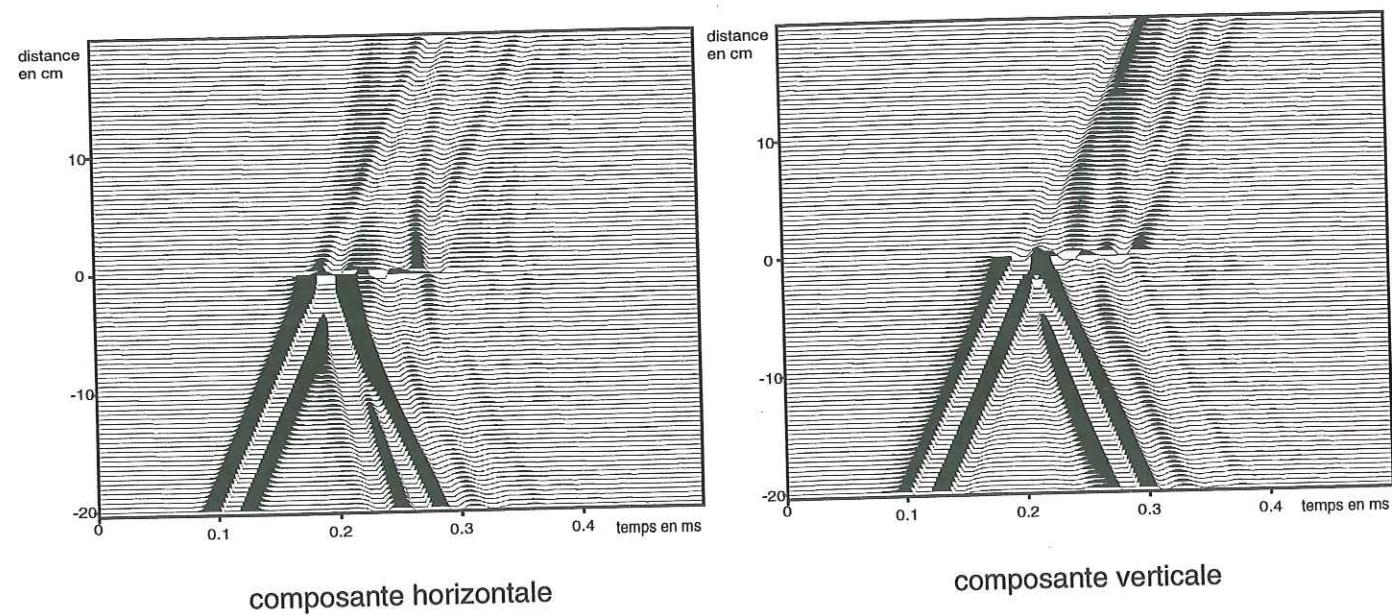 distance
en cm
10
0
-10
-20
0
0.1
0.2
0.3
0.4
temps en ms
composante horizontale
distance
en cm
10
0
-10
-20
0
0.1
0.2
0.3
0.4
temps en ms
composante verticale